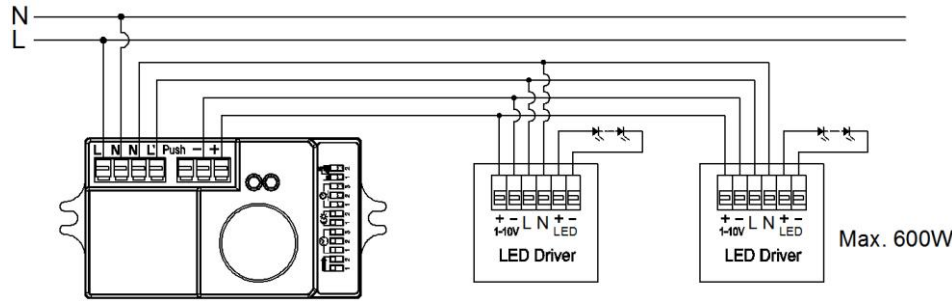 N
L
L N N L' Push − +
+ − L N + −
1-10V LED
LED Driver
+ − L N + −
1-10V LED
LED Driver
Max. 600W